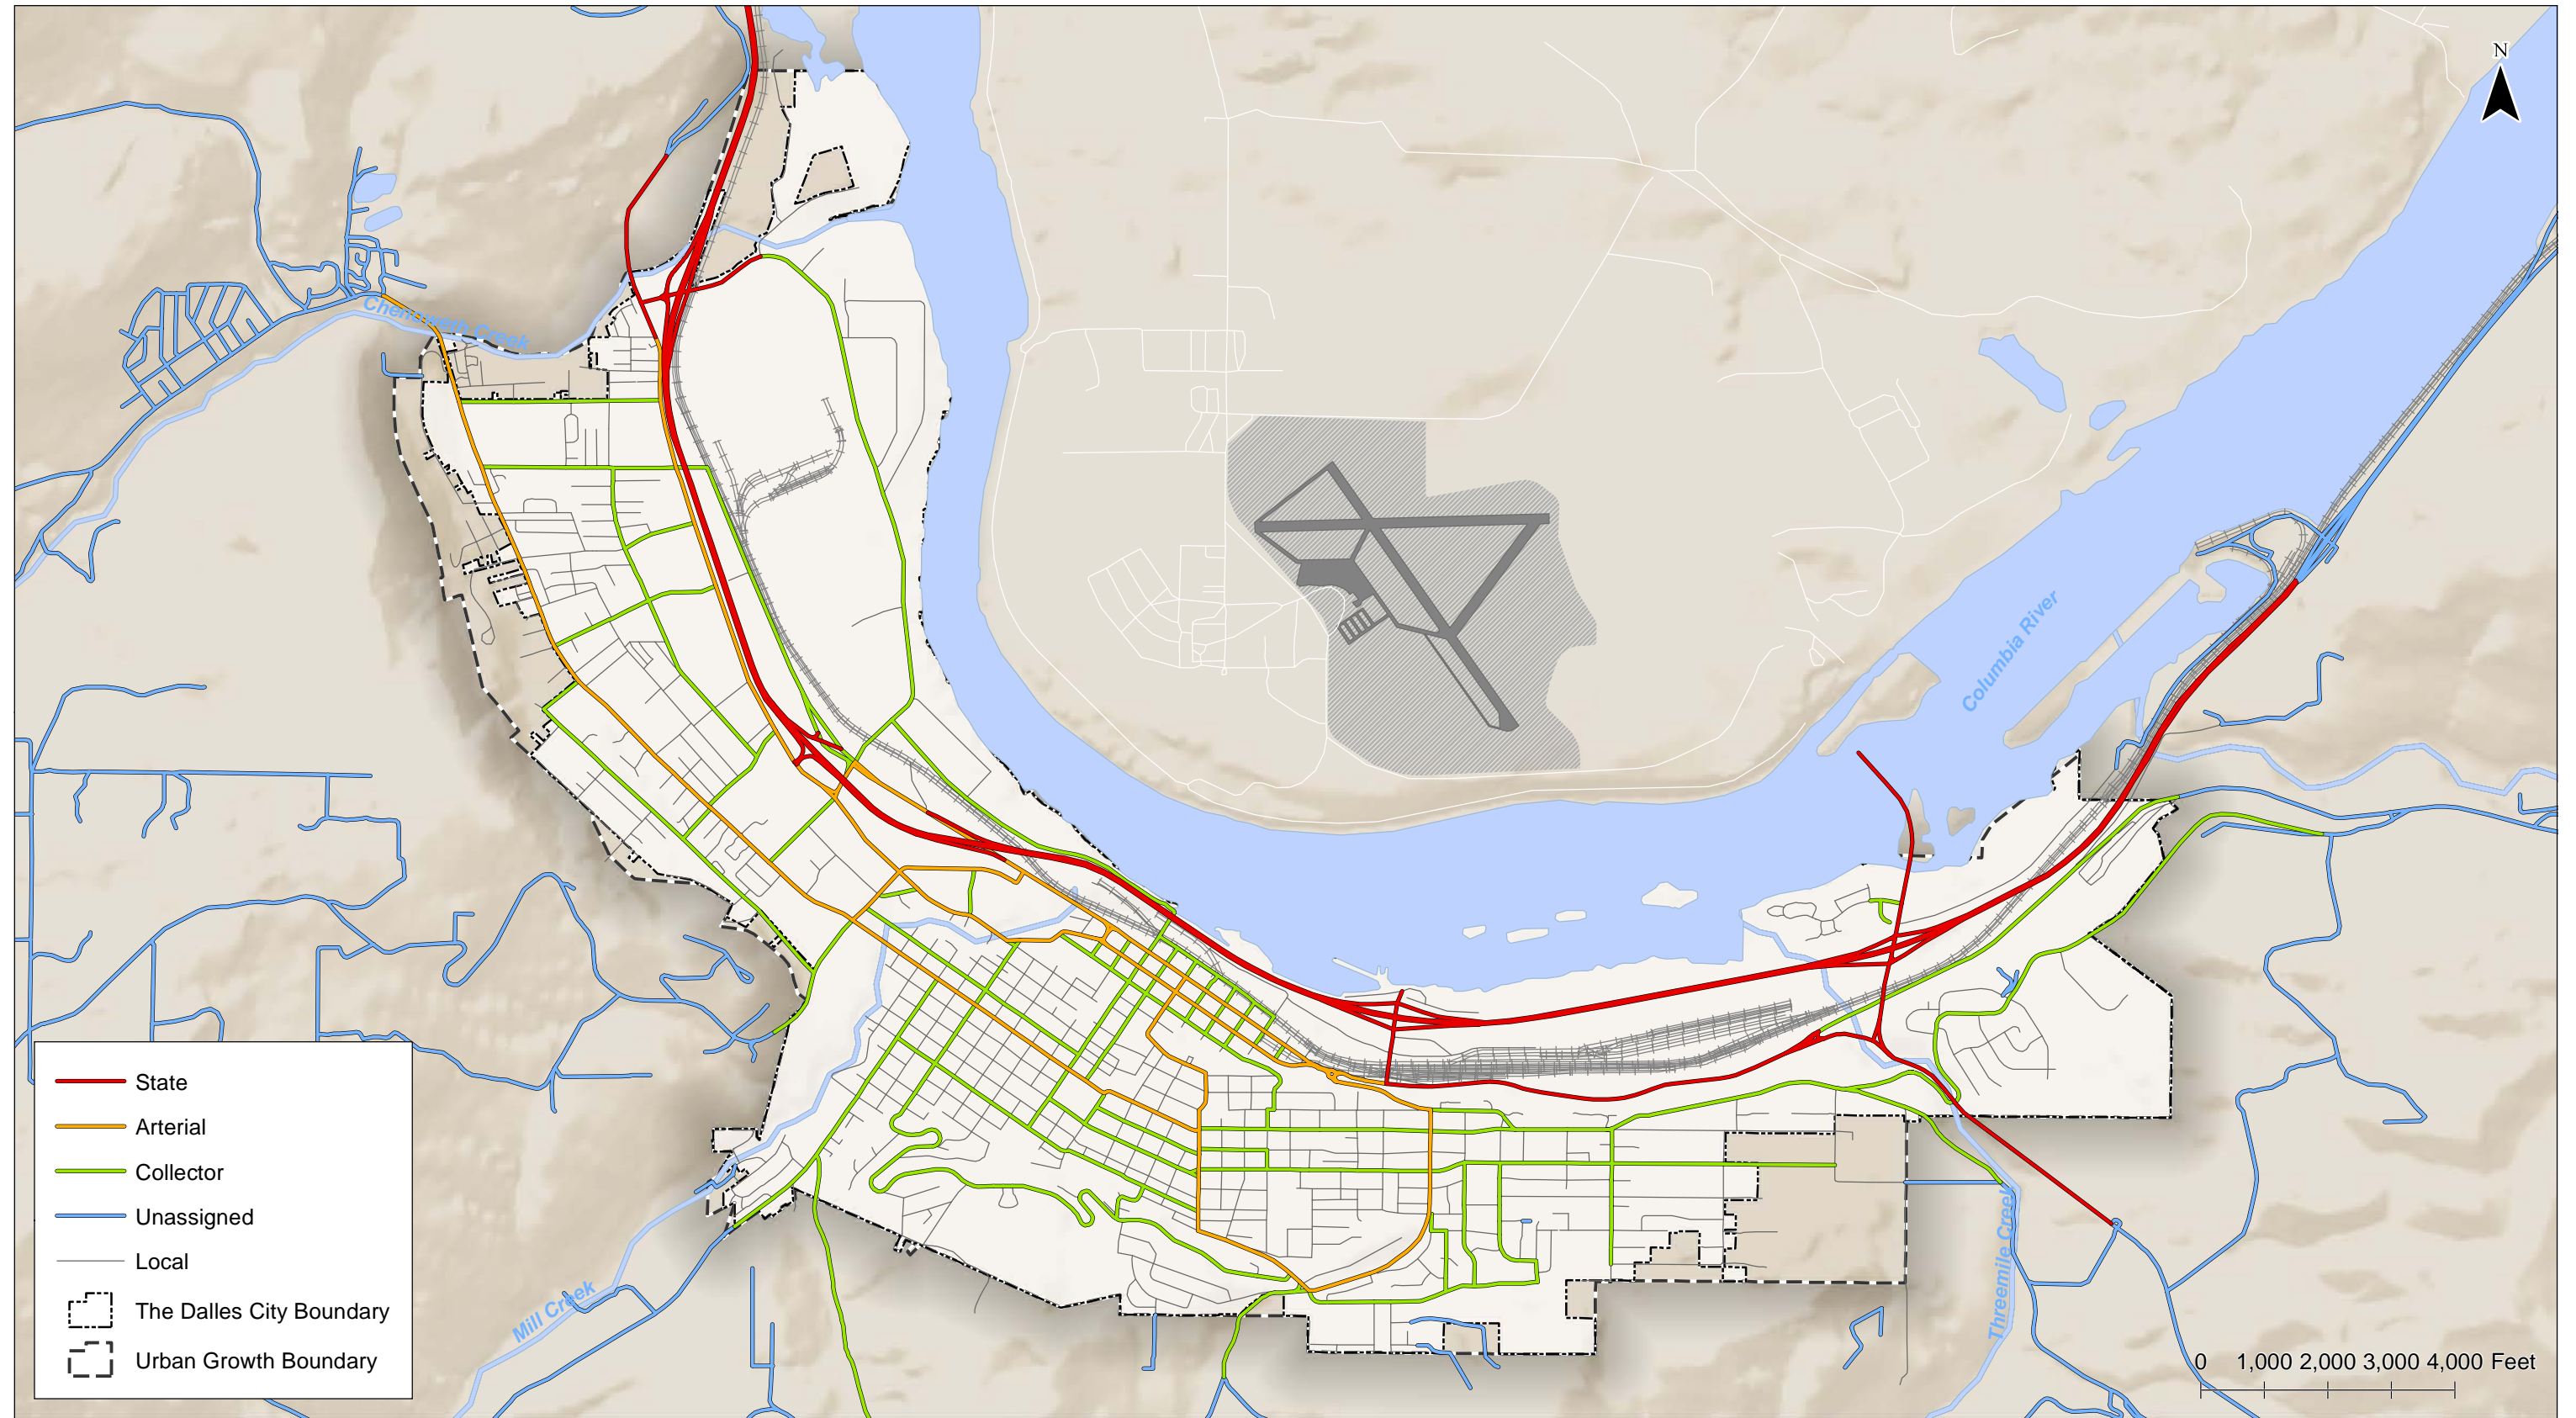 N
Chenoweth Creek
Columbia River
State
Arterial
Collector
Unassigned
Local
The Dalles City Boundary
Urban Growth Boundary
Mill Creek
Threemile Creek
0 1,000 2,000 3,000 4,000 Feet